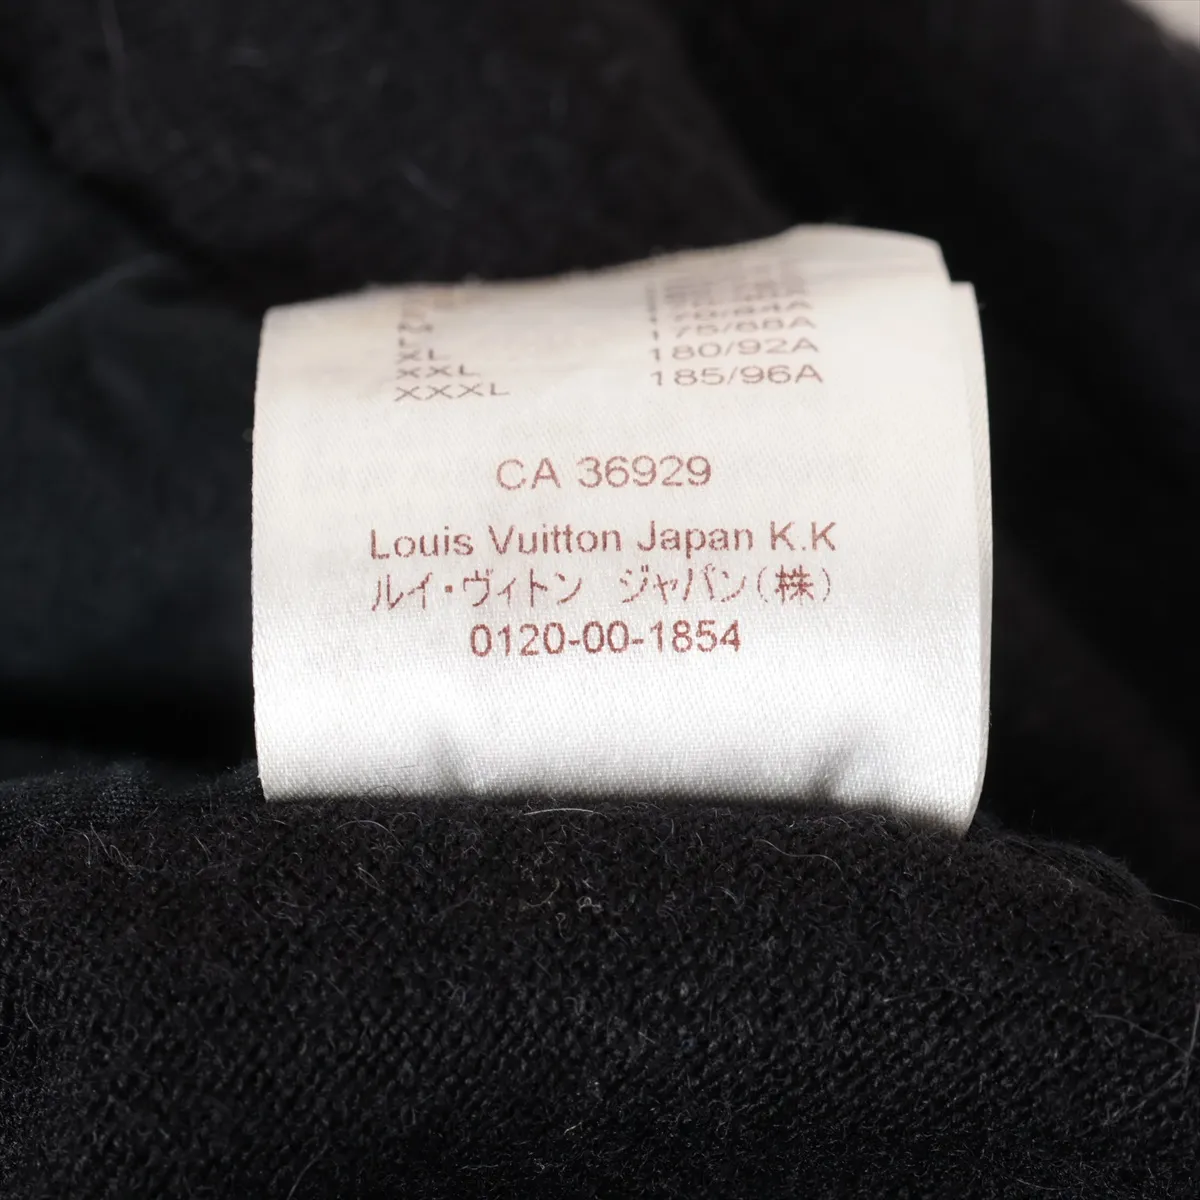 175/88A
XL 180/92A
XXL 185/96A
XXXL
CA 36929
Louis Vuitton Japan K.K
ルイ・ヴィトン ジャパン(株)
0120-00-1854